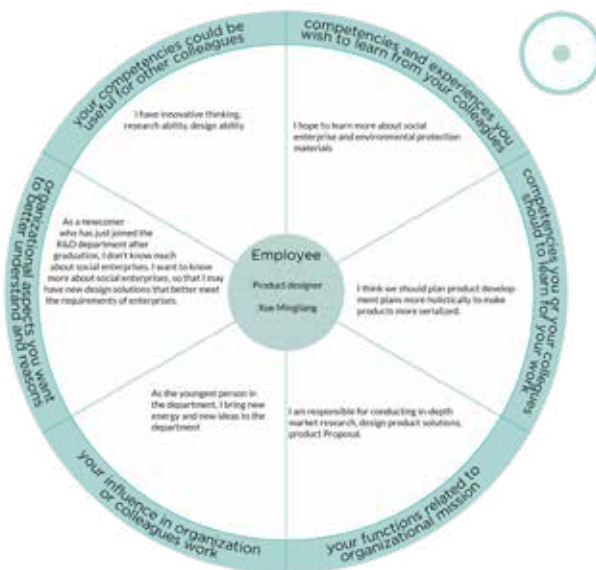 your competencies could be
useful for other colleagues
competencies and experiences you
wish to learn from your colleagues
I have innovative thinking,
research ability, design ability
I hope to learn more about social
enterprise and environmental protection
materials
organizational aspects you want
to better understand and reasons
As a newcomer
who has just joined the
R&D department after
graduation, I don't know much
about social enterprises. I want to know
more about social enterprises, so that I may
have new design solutions that better meet
the requirements of enterprises.
Employee
Product designer
Xue Mingliang
competencies you or your collegues
should to learn for your work
I think we should plan product develop
ment plans more holistically to make
products more serialized.
As the youngest person in
the department, I bring new
energy and new ideas to the
department
I am responsible for conducting in-depth
market research, design product solutions,
product Proposal.
your influence in organization
or colleagues work
your functions related to
organizational mission